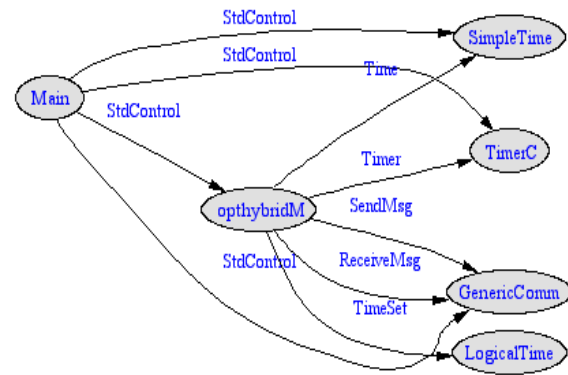 StdControl
SimpleTime
StdControl
Time
Main
StdControl
TimerC
Timer
SendMsg
opthybridM
StdControl
ReceiveMsg
GenericComm
TimeSet
LogicalTime